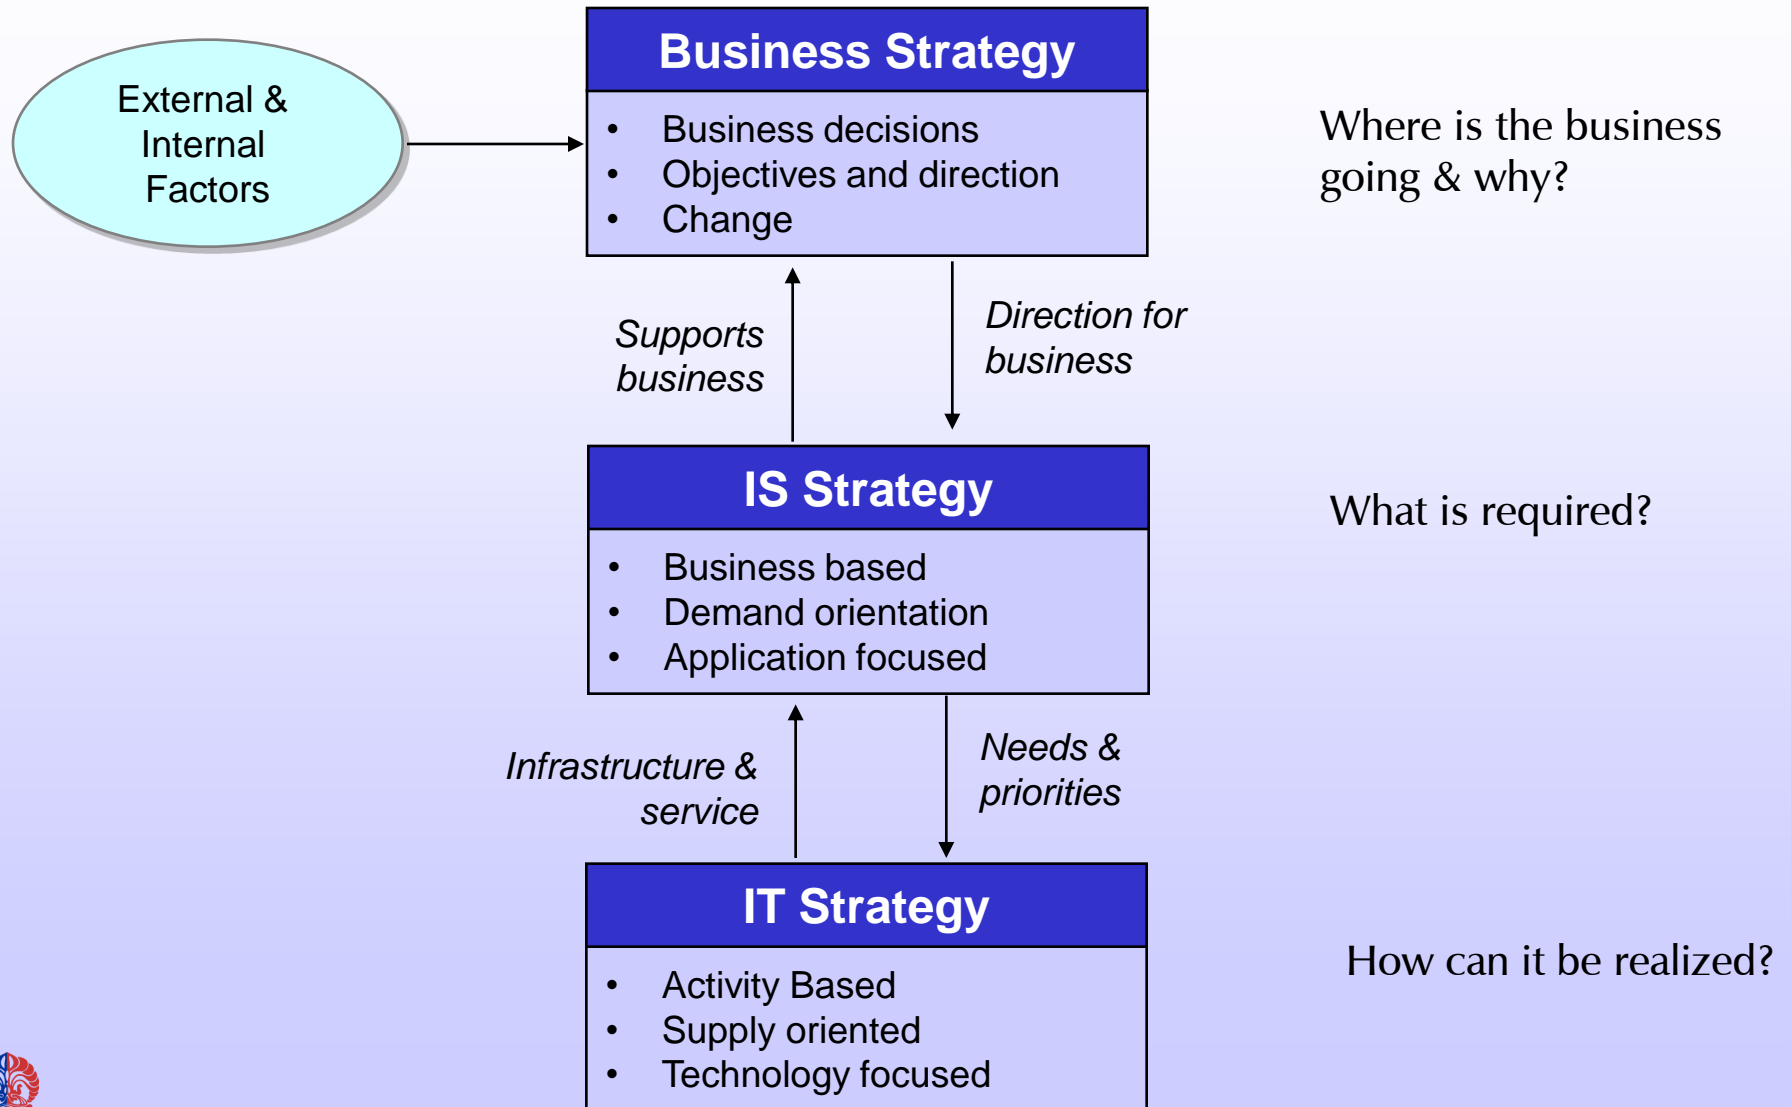 Business Strategy
External &
Internal
Factors
• Business decisions
• Objectives and direction
• Change
Where is the business
going & why?
Supports
business
Direction for
business
IS Strategy
• Business based
• Demand orientation
• Application focused
What is required?
Infrastructure &
service
Needs &
priorities
IT Strategy
• Activity Based
• Supply oriented
• Technology focused
How can it be realized?